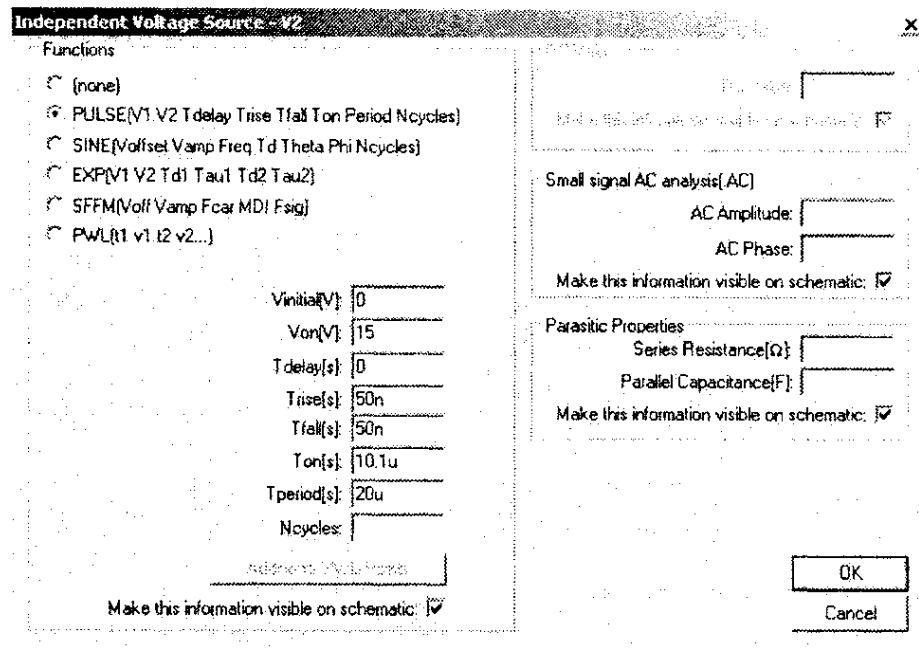 Independent Voltage Source - V2
Functions
(none)
PULSE(V1 V2 Tdelay Trise Tfall Ton Period Ncycles)
SINE(Voffset Vamp Freq Td Theta Phi Ncycles)
EXP(V1 V2 Td1 Tau1 Td2 Tau2)
SFFM(Voff Vamp Fcar MDI Fsig)
PWL(t1 v1 t2 v2...)
Vinitial[V]: 0
Von[V]: 15
Tdelay[s]: 0
Trise[s]: 50n
Tfall[s]: 50n
Ton[s]: 10.1u
Tperiod[s]: 20u
Ncycles:
Make this information visible on schematic:
Small signal AC analysis(.AC)
AC Amplitude:
AC Phase:
Make this information visible on schematic:
Parasitic Properties
Series Resistance[Ω]:
Parallel Capacitance[F]:
Make this information visible on schematic:
OK
Cancel